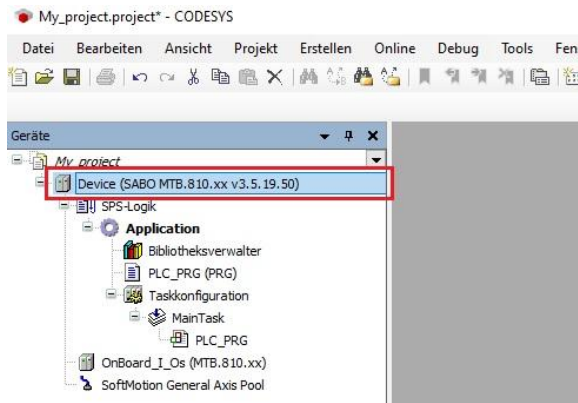 My_project.project* - CODESYS
Datei Bearbeiten Ansicht Projekt Erstellen Online Debug Tools Fen
Geräte
My_project
Device (SABO MTB.810.xx v3.5.19.50)
SPS-Logik
Application
Bibliotheksverwalter
PLC_PRG (PRG)
Taskkonfiguration
MainTask
PLC_PRG
OnBoard_I_Os (MTB.810.xx)
SoftMotion General Axis Pool